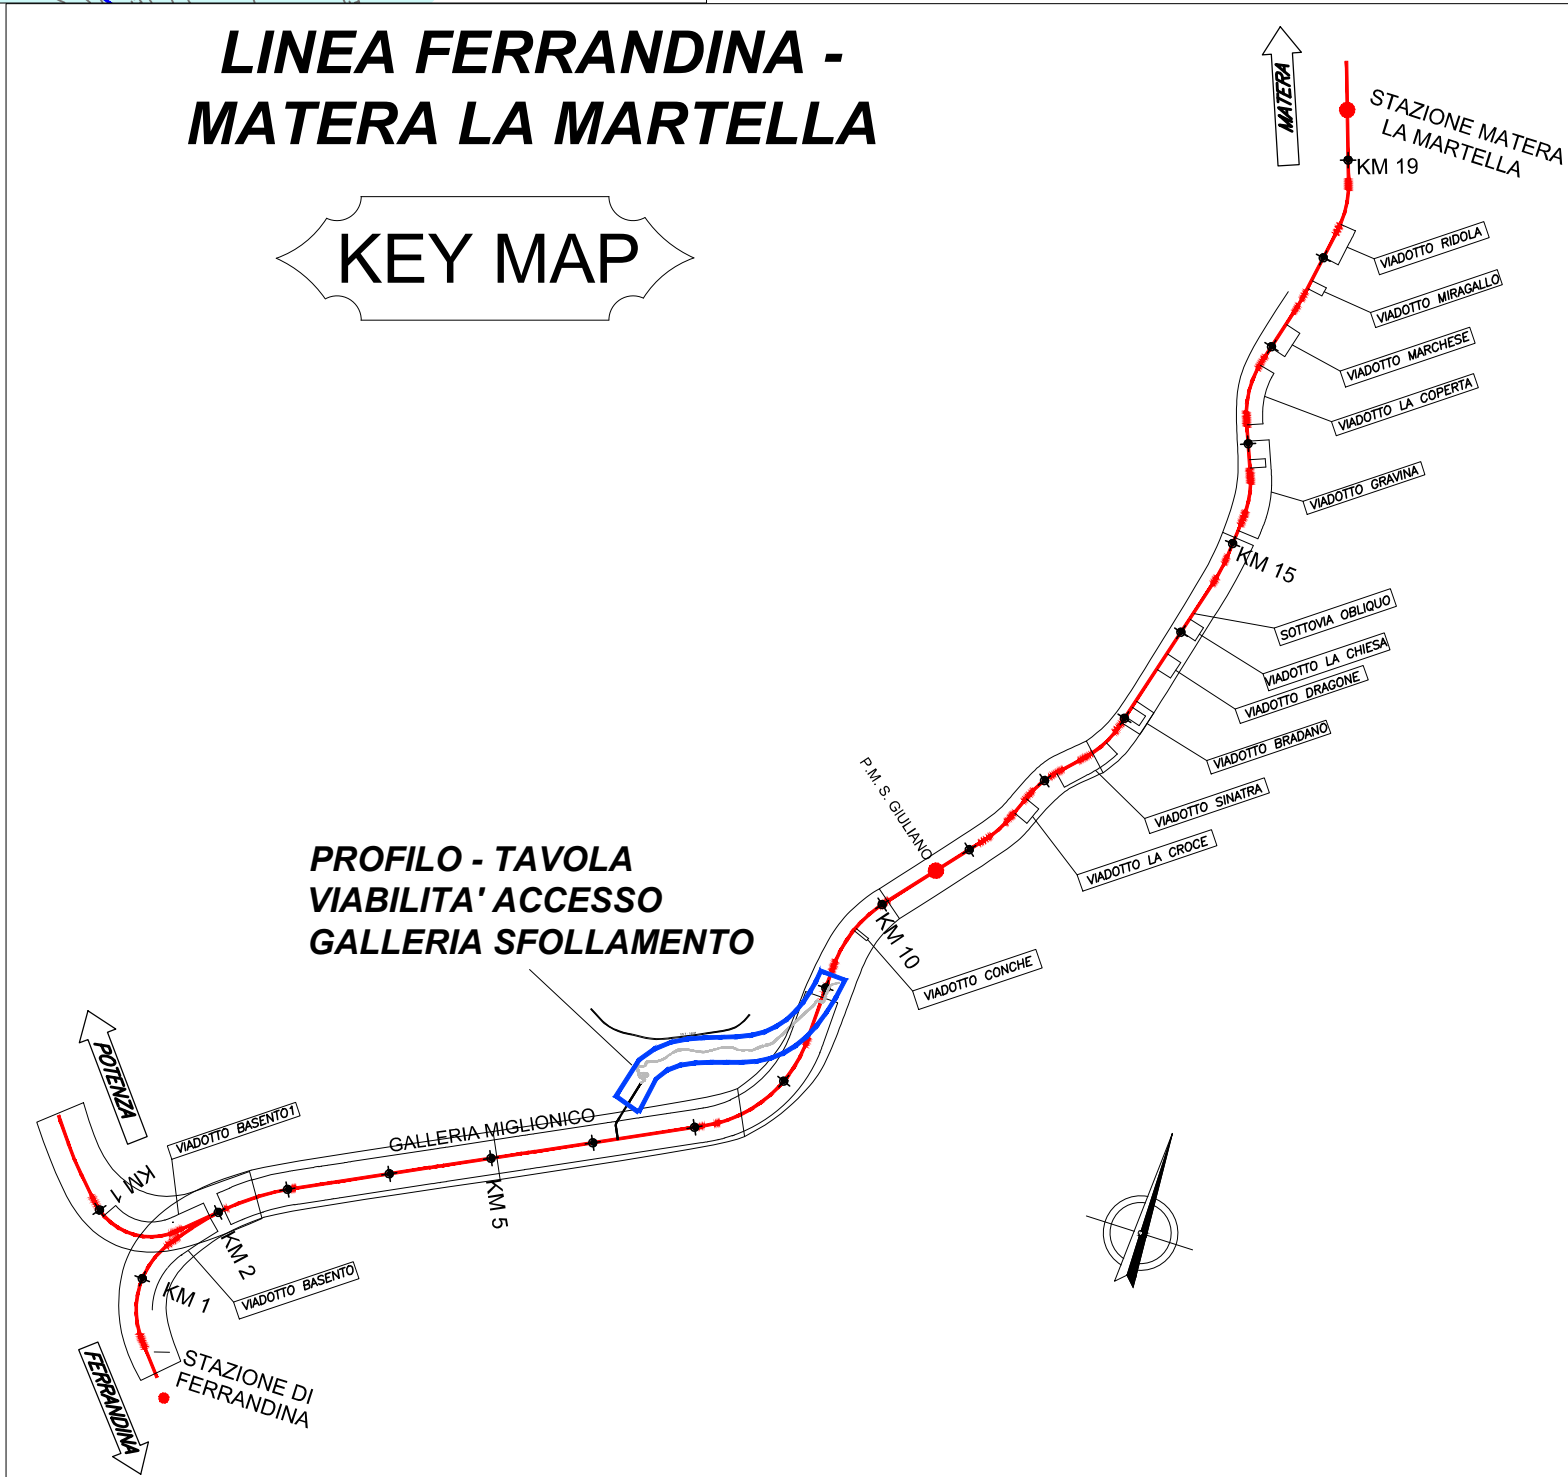 LINEA FERRANDINA -
MATERA LA MARTELLA
KEY MAP
MATERA
STAZIONE MATERA
LA MARTELLA
KM 19
VIADOTTO RIDOLA
VIADOTTO MIRAGALLO
VIADOTTO MARCHESE
VIADOTTO LA COPERTA
VIADOTTO GRAVINA
KM 15
SOTTOVIA OBLIQUO
VIADOTTO LA CHIESA
VIADOTTO DRAGONE
VIADOTTO BRADANO
P.M. S. GIULIANO
VIADOTTO SINATRA
VIADOTTO LA CROCE
PROFILO - TAVOLA
VIABILITA' ACCESSO
GALLERIA SFOLLAMENTO
KM 10
VIADOTTO CONCHE
POTENZA
VIADOTTO BASENTO1
GALLERIA MIGLIONICO
KM 1
KM 5
KM 2
VIADOTTO BASENTO
KM 1
FERRANDINA
STAZIONE DI
FERRANDINA